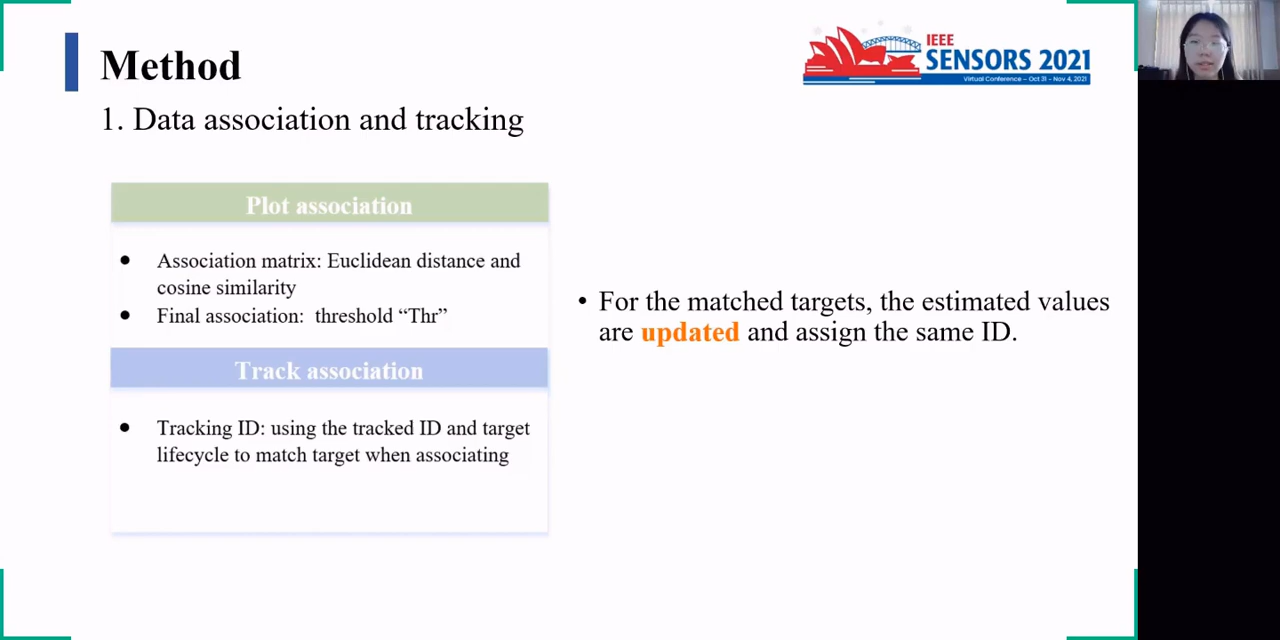 Method
IEEE
SENSORS 2021
Virtual Conference – Oct 31 - Nov 4, 2021
1. Data association and tracking
Plot association
● Association matrix: Euclidean distance and
cosine similarity
● Final association: threshold “Thr”
Track association
● Tracking ID: using the tracked ID and target
lifecycle to match target when associating
• For the matched targets, the estimated values
are updated and assign the same ID.